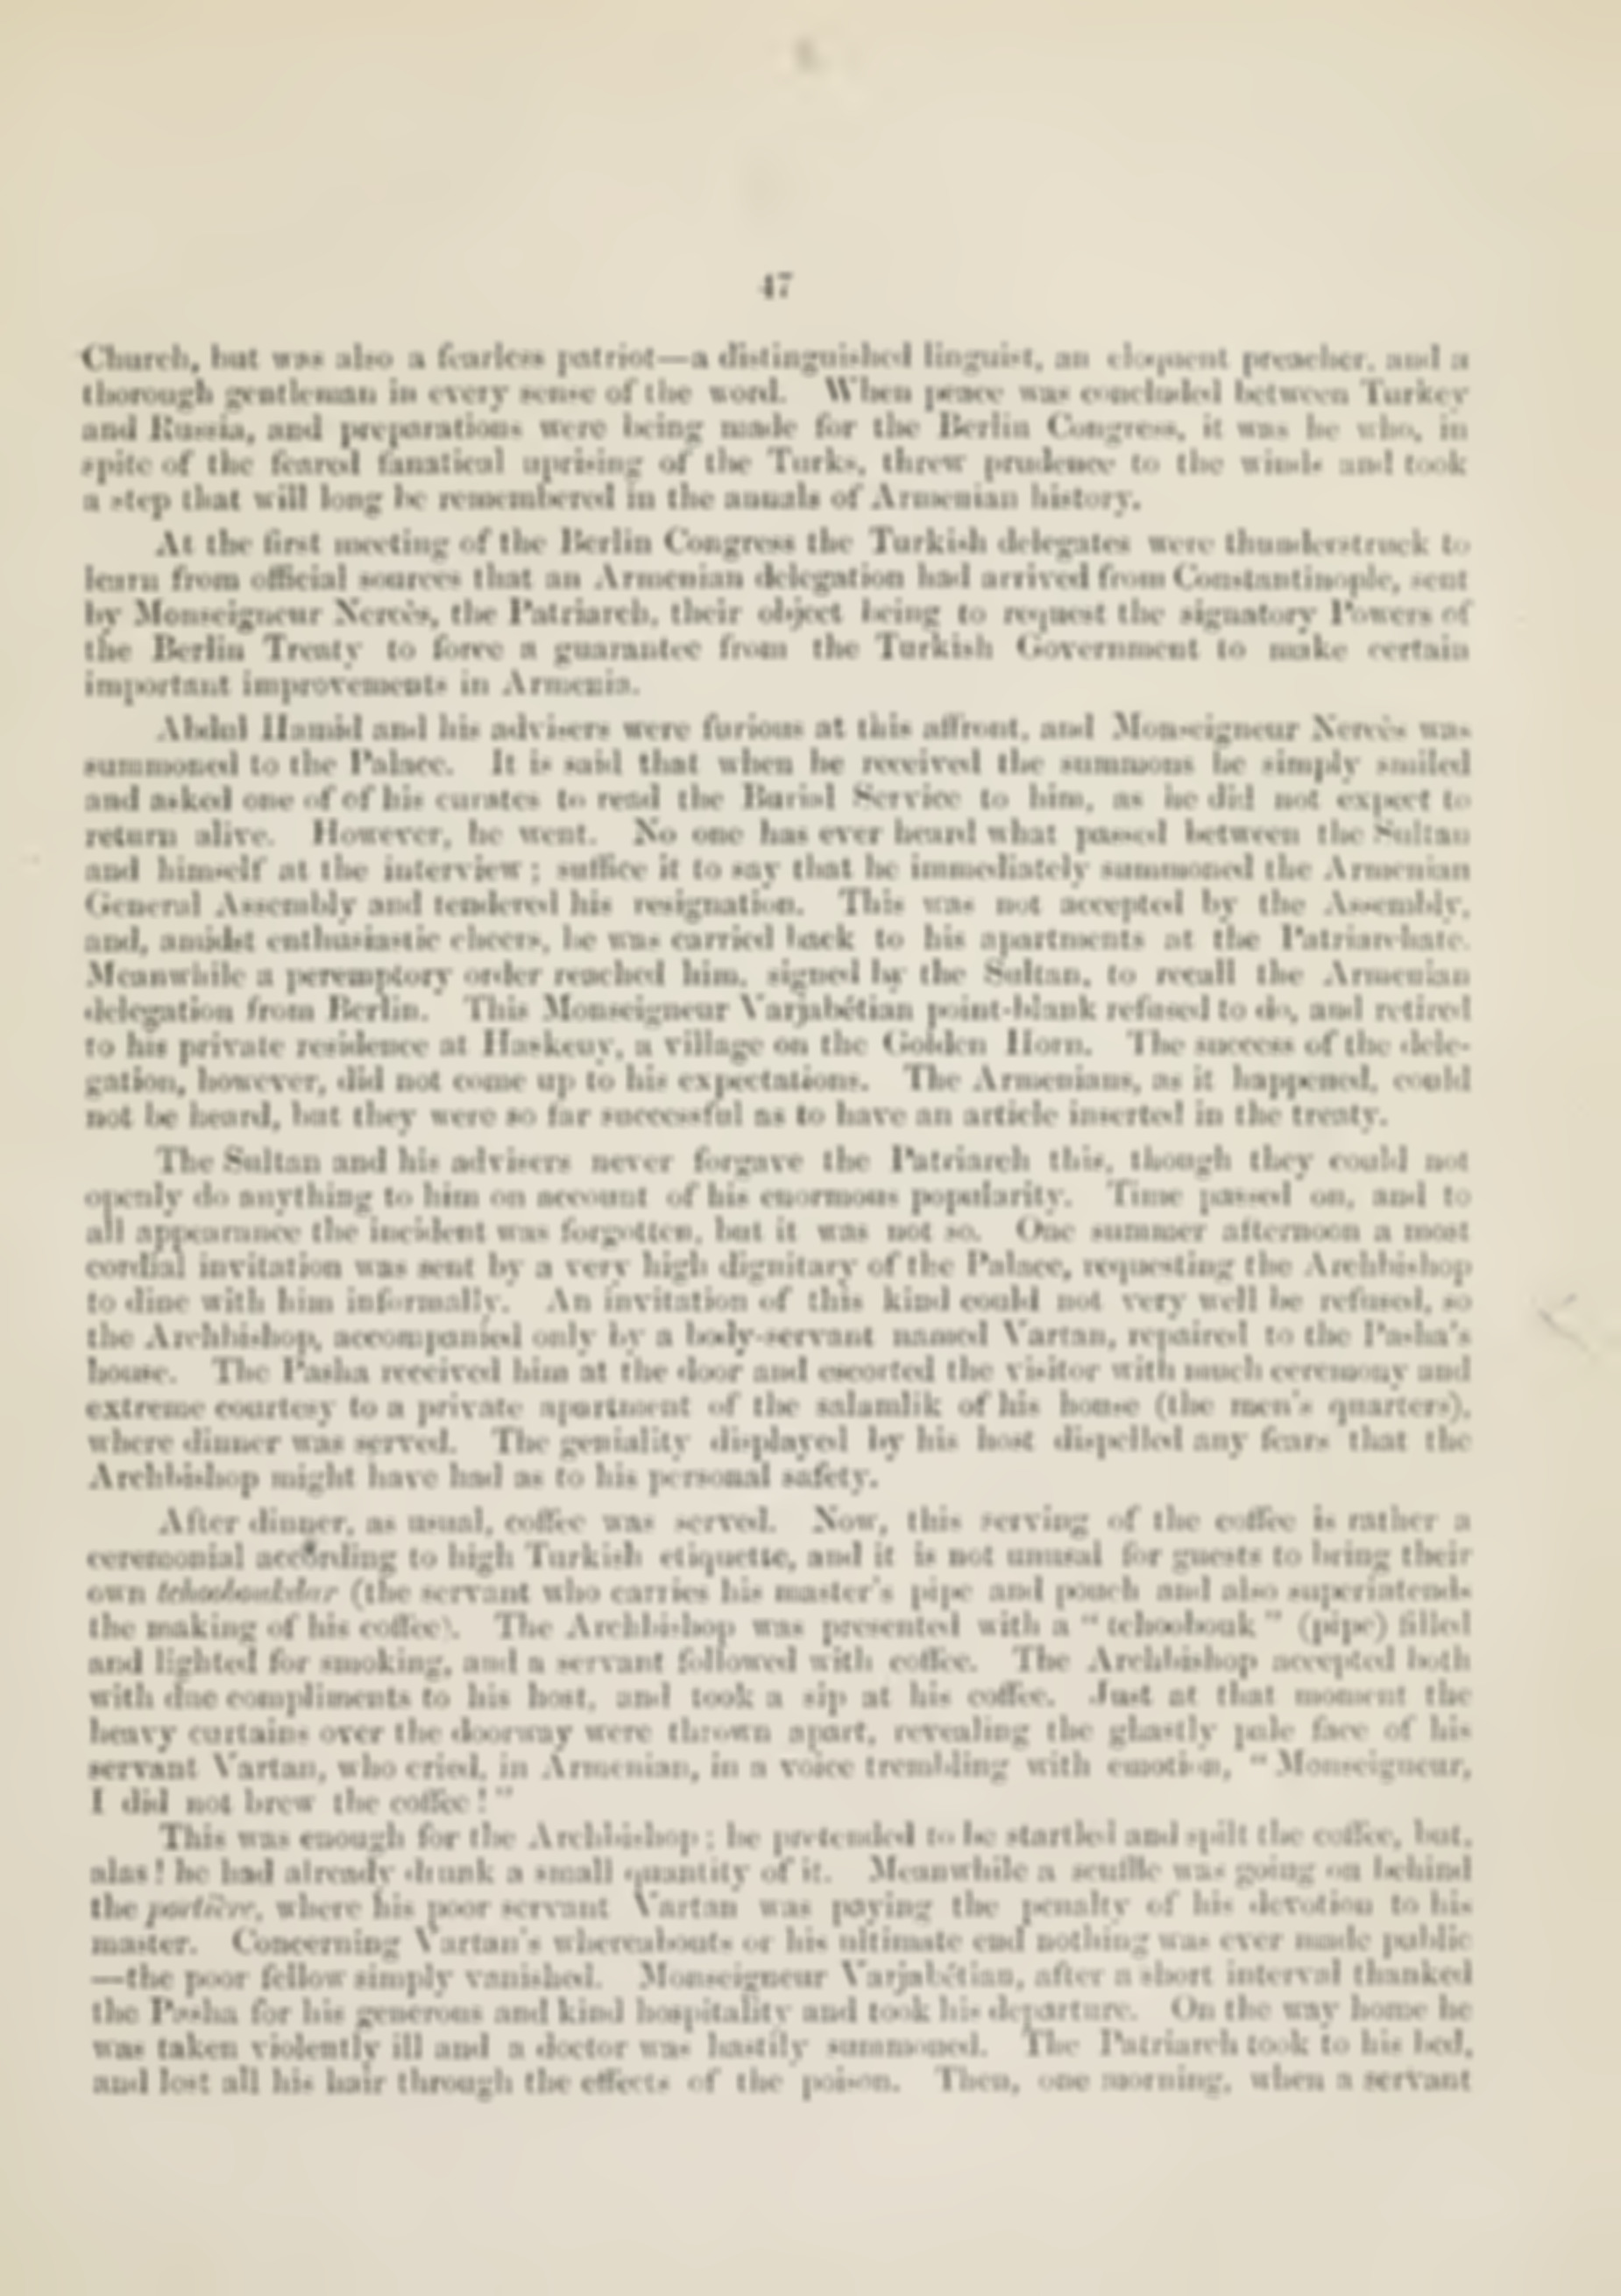 47
Church, but was also a fearless patriot—a distinguished linguist, an eloquent preacher, and a
thorough gentleman in every sense of the word. When peace was concluded between Turkey
and Russia, and preparations were being made for the Berlin Congress, it was he who, in
spite of the feared fanatical uprising of the Turks, threw prudence to the winds and took
a step that will long be remembered in the annals of Armenian history.
At the first meeting of the Berlin Congress the Turkish delegates were thunderstruck to
learn from official sources that an Armenian delegation had arrived from Constantinople, sent
by Monseigneur Nercès, the Patriarch, their object being to request the signatory Powers of
the Berlin Treaty to force a guarantee from the Turkish Government to make certain
important improvements in Armenia.
Abdul Hamid and his advisers were furious at this affront, and Monseigneur Nercès was
summoned to the Palace. It is said that when he received the summons he simply smiled
and asked one of of his curates to read the Burial Service to him, as he did not expect to
return alive. However, he went. No one has ever heard what passed between the Sultan
and himself at the interview; suffice it to say that he immediately summoned the Armenian
General Assembly and tendered his resignation. This was not accepted by the Assembly,
and, amidst enthusiastic cheers, he was carried back to his apartments at the Patriarchate.
Meanwhile a peremptory order reached him, signed by the Sultan, to recall the Armenian
delegation from Berlin. This Monseigneur Varjabétian point-blank refused to do, and retired
to his private residence at Haskeuy, a village on the Golden Horn. The success of the dele-
gation, however, did not come up to his expectations. The Armenians, as it happened, could
not be heard, but they were so far successful as to have an article inserted in the treaty.
The Sultan and his advisers never forgave the Patriarch this, though they could not
openly do anything to him on account of his enormous popularity. Time passed on, and to
all appearance the incident was forgotten, but it was not so. One summer afternoon a most
cordial invitation was sent by a very high dignitary of the Palace, requesting the Archbishop
to dine with him informally. An invitation of this kind could not very well be refused, so
the Archbishop, accompanied only by a body-servant named Vartan, repaired to the Pasha's
house. The Pasha received him at the door and escorted the visitor with much ceremony and
extreme courtesy to a private apartment of the salamlik of his house (the men's quarters),
where dinner was served. The geniality displayed by his host dispelled any fears that the
Archbishop might have had as to his personal safety.
After dinner, as usual, coffee was served. Now, this serving of the coffee is rather a
ceremonial according to high Turkish etiquette, and it is not unusual for guests to bring their
own tchooboukdar (the servant who carries his master's pipe and pouch and also superintends
the making of his coffee). The Archbishop was presented with a "tchoobouk" (pipe) filled
and lighted for smoking, and a servant followed with coffee. The Archbishop accepted both
with due compliments to his host, and took a sip at his coffee. Just at that moment the
heavy curtains over the doorway were thrown apart, revealing the ghastly pale face of his
servant Vartan, who cried, in Armenian, in a voice trembling with emotion, "Monseigneur,
I did not brew the coffee!"
This was enough for the Archbishop; he pretended to be startled and spilt the coffee, but,
alas! he had already drunk a small quantity of it. Meanwhile a scuffle was going on behind
the portière, where his poor servant Vartan was paying the penalty of his devotion to his
master. Concerning Vartan's whereabouts or his ultimate end nothing was ever made public
—the poor fellow simply vanished. Monseigneur Varjabétian, after a short interval thanked
the Pasha for his generous and kind hospitality and took his departure. On the way home he
was taken violently ill and a doctor was hastily summoned. The Patriarch took to his bed,
and lost all his hair through the effects of the poison. Then, one morning, when a servant